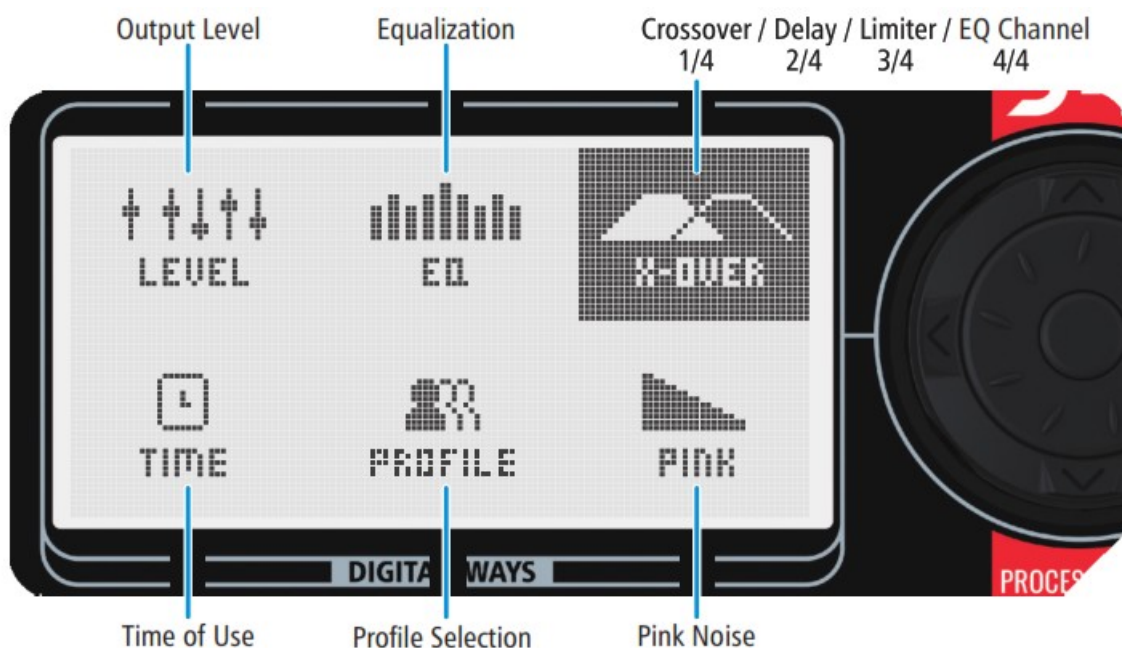 Output Level
Equalization
Crossover / Delay / Limiter / EQ Channel
1/4 2/4 3/4 4/4
LEVEL
EQ
X-OVER
TIME
PROFILE
PINK
DIGITA WAYS
PROCES
Time of Use
Profile Selection
Pink Noise